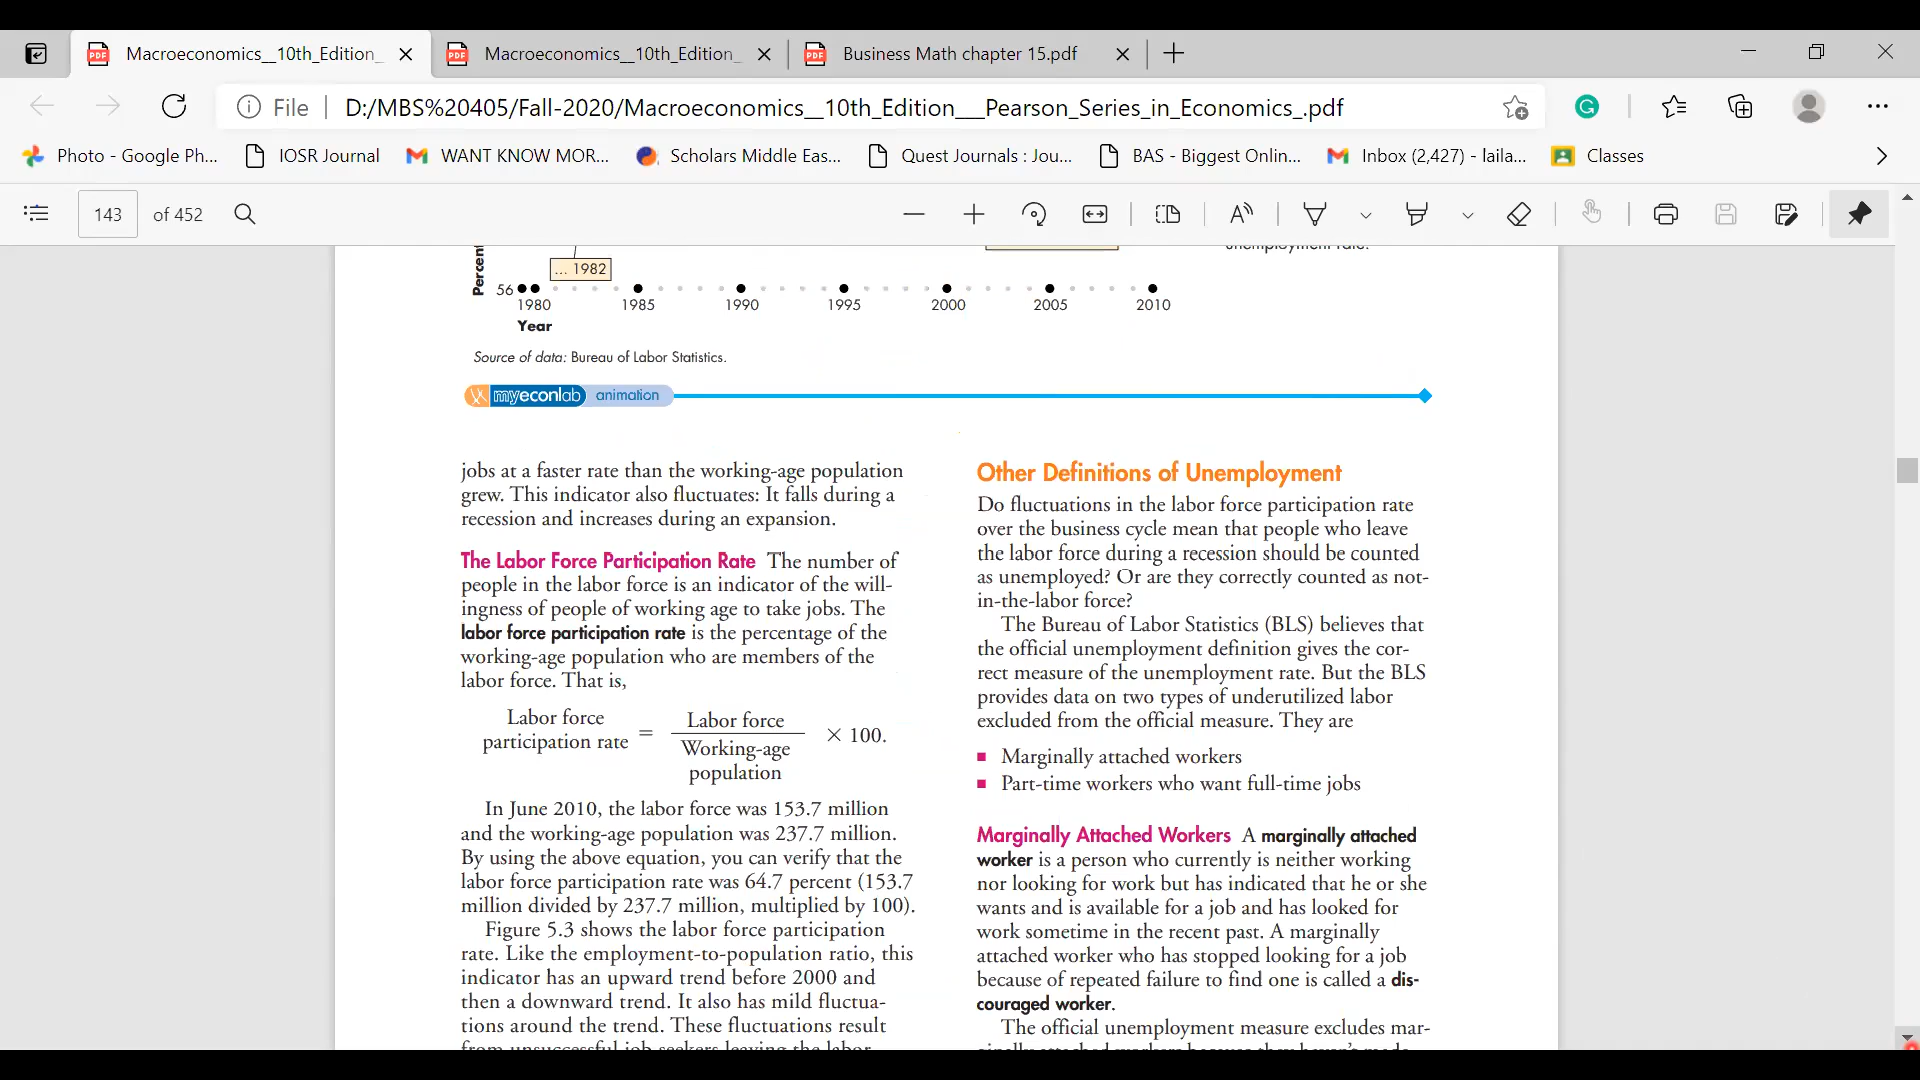 Macroeconomics__10th_Edition_
Macroeconomics__10th_Edition_
Business Math chapter 15.pdf
File
D:/MBS%20405/Fall-2020/Macroeconomics__10th_Edition___Pearson_Series_in_Economics_.pdf
Photo - Google Ph...
IOSR Journal
WANT KNOW MOR...
Scholars Middle Eas...
Quest Journals : Jou...
BAS - Biggest Onlin...
Inbox (2,427) - laila...
Classes
143 of 452
unemployment rate.
Percent
... 1982
56
1980 1985 1990 1995 2000 2005 2010
Year
Source of data: Bureau of Labor Statistics.
myeconlab animation
jobs at a faster rate than the working-age population
grew. This indicator also fluctuates: It falls during a
recession and increases during an expansion.
The Labor Force Participation Rate The number of
people in the labor force is an indicator of the will-
ingness of people of working age to take jobs. The
labor force participation rate is the percentage of the
working-age population who are members of the
labor force. That is,
Labor force
participation rate = Labor force
Working-age
population
× 100.
In June 2010, the labor force was 153.7 million
and the working-age population was 237.7 million.
By using the above equation, you can verify that the
labor force participation rate was 64.7 percent (153.7
million divided by 237.7 million, multiplied by 100).
Figure 5.3 shows the labor force participation
rate. Like the employment-to-population ratio, this
indicator has an upward trend before 2000 and
then a downward trend. It also has mild fluctua-
tions around the trend. These fluctuations result
from unsuccessful job seekers leaving the labor
Other Definitions of Unemployment
Do fluctuations in the labor force participation rate
over the business cycle mean that people who leave
the labor force during a recession should be counted
as unemployed? Or are they correctly counted as not-
in-the-labor force?
The Bureau of Labor Statistics (BLS) believes that
the official unemployment definition gives the cor-
rect measure of the unemployment rate. But the BLS
provides data on two types of underutilized labor
excluded from the official measure. They are
Marginally attached workers
Part-time workers who want full-time jobs
Marginally Attached Workers A marginally attached
worker is a person who currently is neither working
nor looking for work but has indicated that he or she
wants and is available for a job and has looked for
work sometime in the recent past. A marginally
attached worker who has stopped looking for a job
because of repeated failure to find one is called a dis-
couraged worker.
The official unemployment measure excludes mar-
ginally attached workers because they haven't made